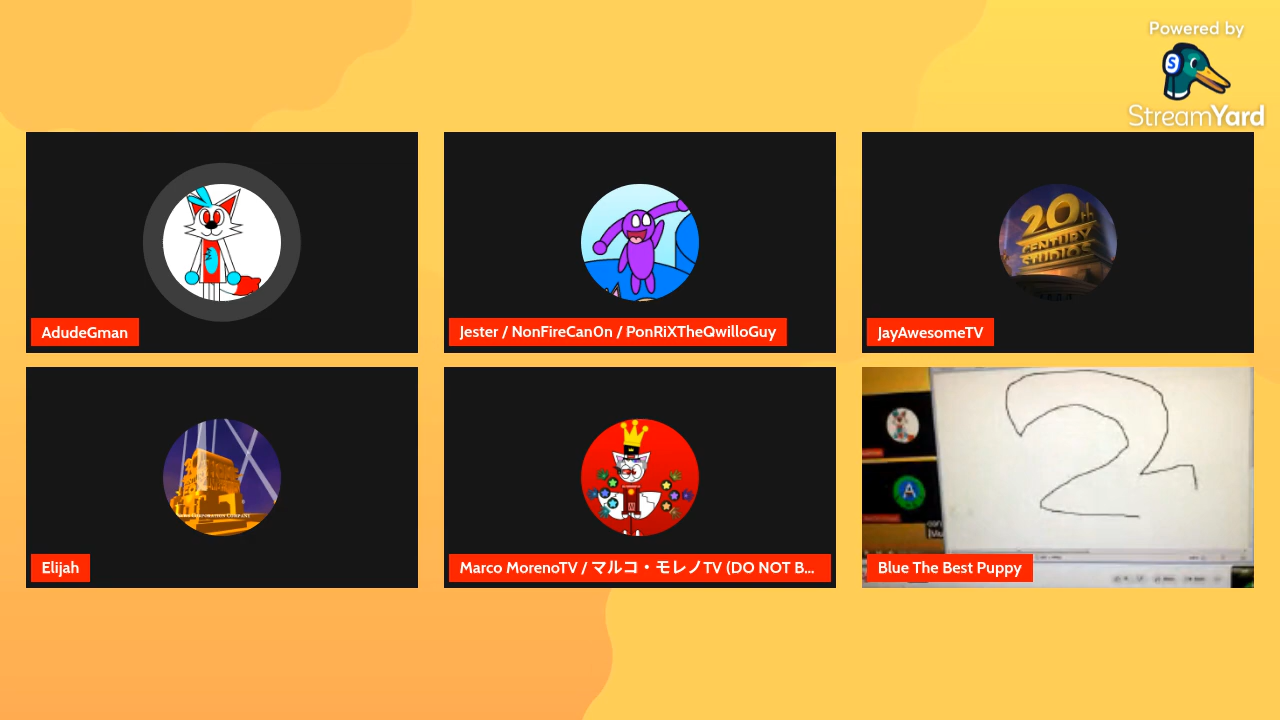 Powered by
StreamYard
20th
CENTURY
STUDIOS
AdudeGman
Jester / NonFireCan0n / PonRiXTheQwilloGuy
JayAwesomeTV
A
2
Elijah
Marco MorenoTV / マルコ・モレノTV (DO NOT B...
Blue The Best Puppy